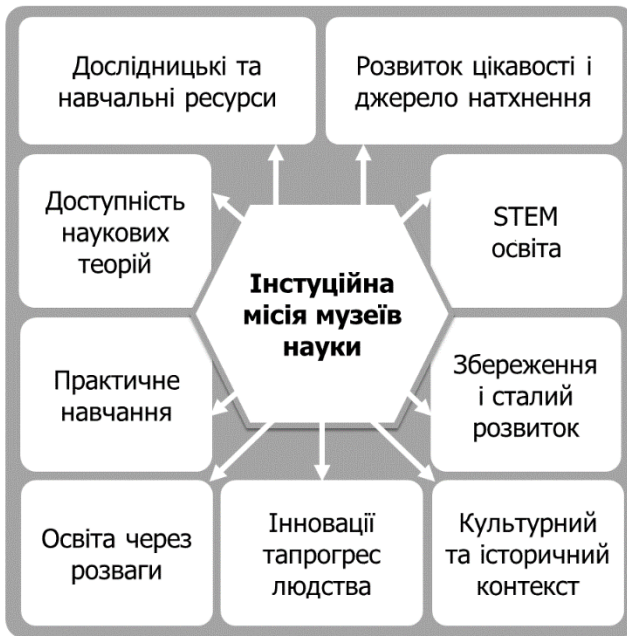 Дослідницькі та
навчальні ресурси
Розвиток цікавості і
джерело натхнення
Доступність
наукових
теорій
STEM
освіта
Інстуційна
місія музеїв
науки
Практичне
навчання
Збереження
і сталий
розвиток
Освіта через
розваги
Інновації
тапрогрес
людства
Культурний
та історичний
контекст